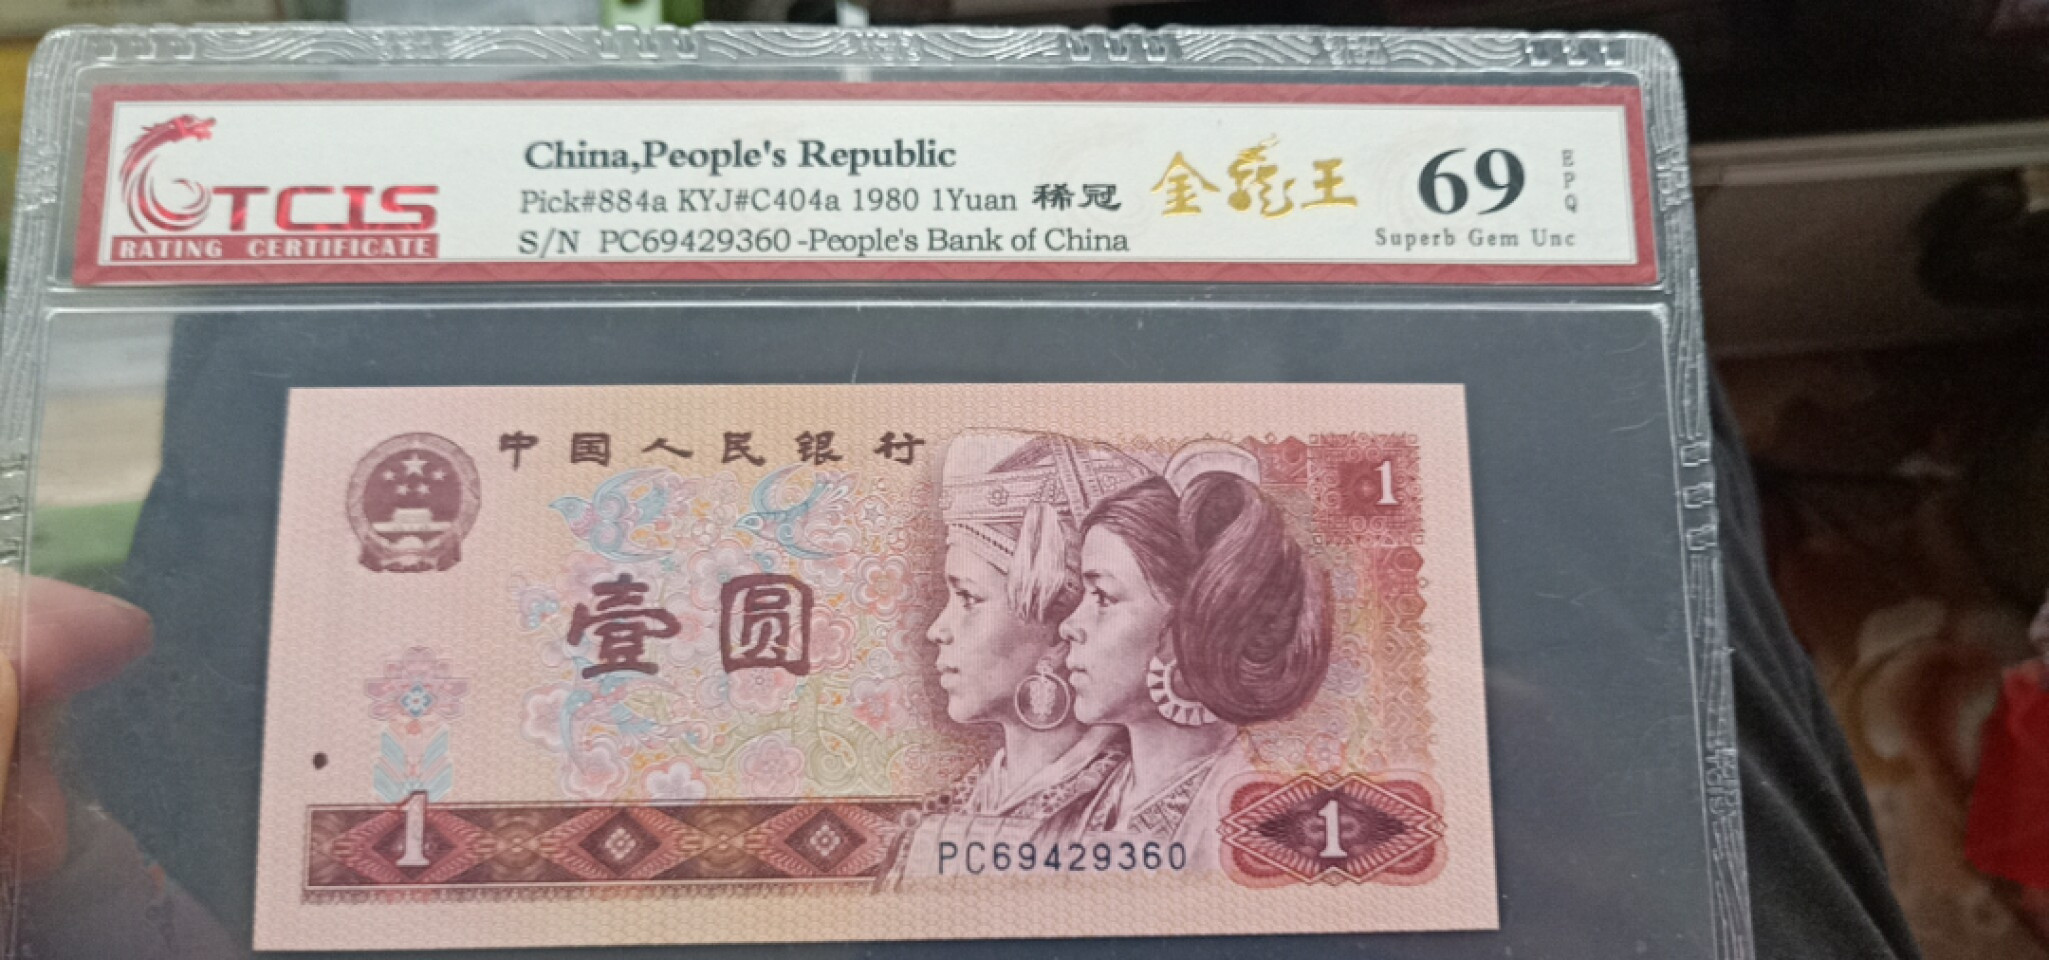 TCIS
RATING CERTIFICATE
China,People's Republic
Pick#884a KYJ#C404a 1980 1Yuan 稀冠
S/N PC69429360-People's Bank of China
金龙王
69
EPQ
Superb Gem Unc
中国人民银行
1
壹圆
1
PC69429360
1